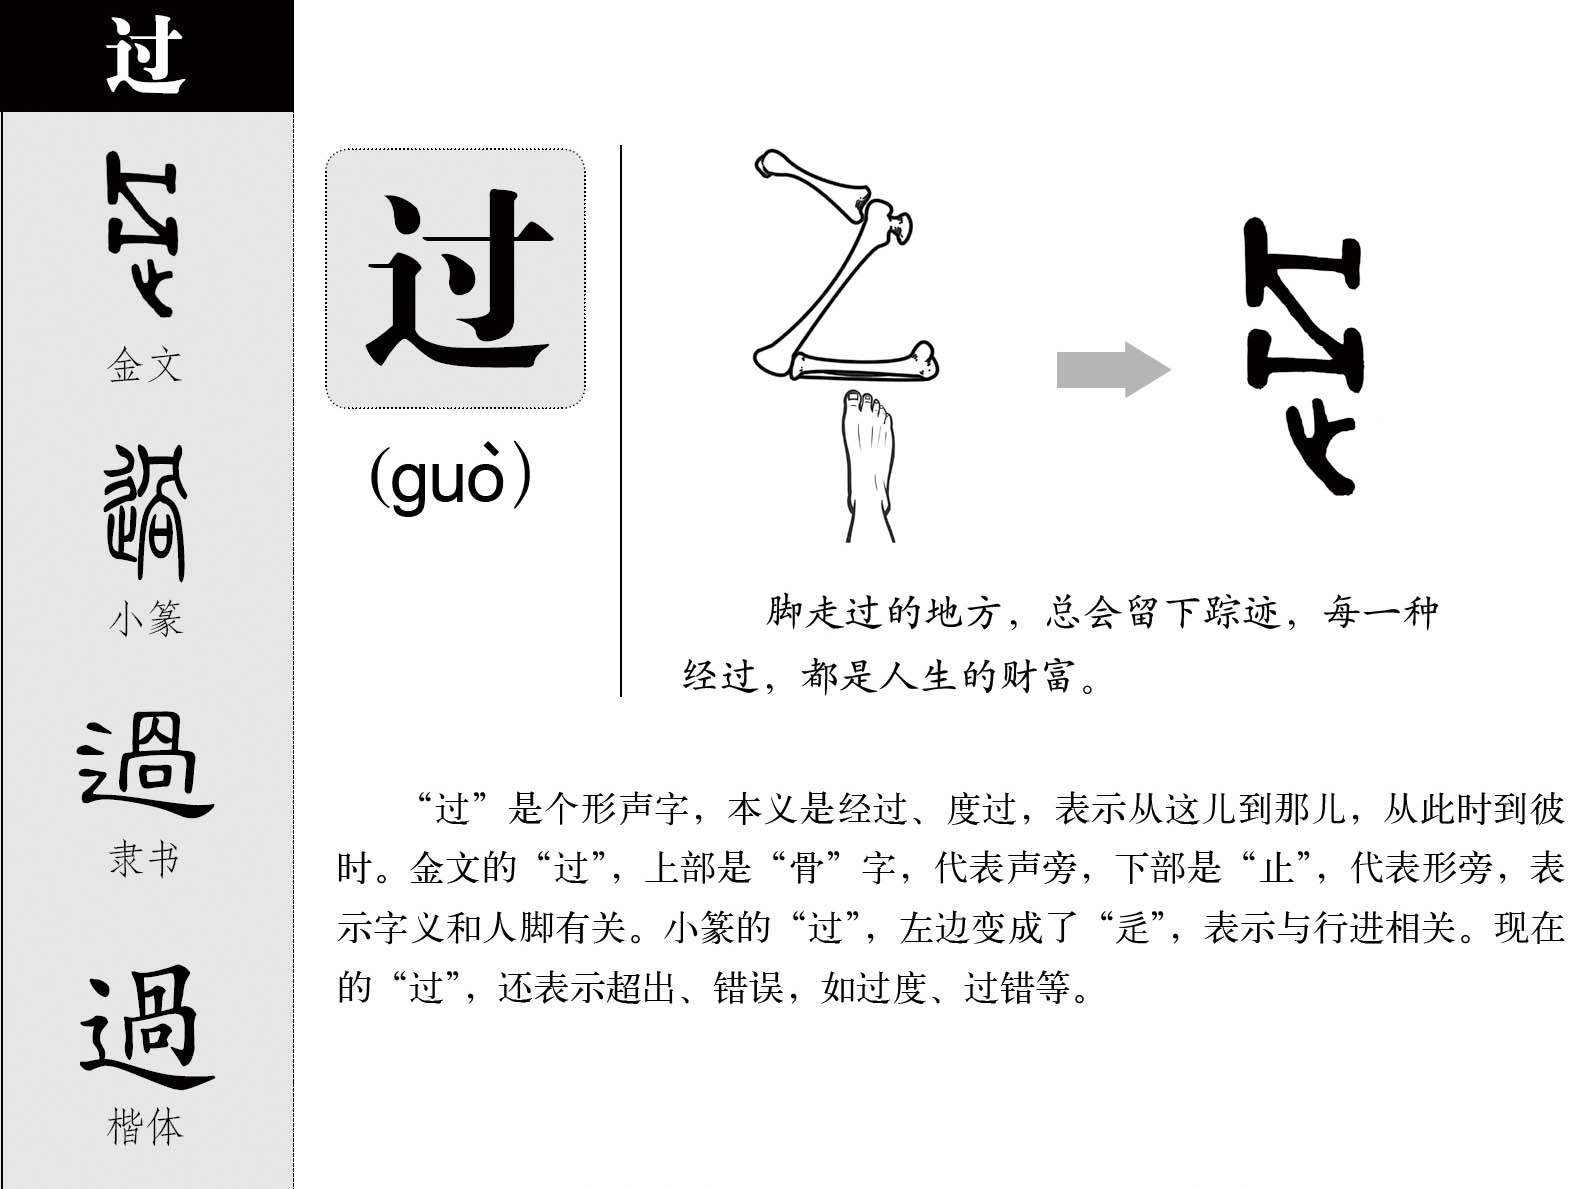 过
金文
小篆
過
隶书
過
楷体
过
(guò)
脚走过的地方，总会留下踪迹，每一种
经过，都是人生的财富。
“过”是个形声字，本义是经过、度过，表示从这儿到那儿，从此时到彼
时。金文的“过”，上部是“骨”字，代表声旁，下部是“止”，代表形旁，表
示字义和人脚有关。小篆的“过”，左边变成了“辵”，表示与行进相关。现在
的“过”，还表示超出、错误，如过度、过错等。